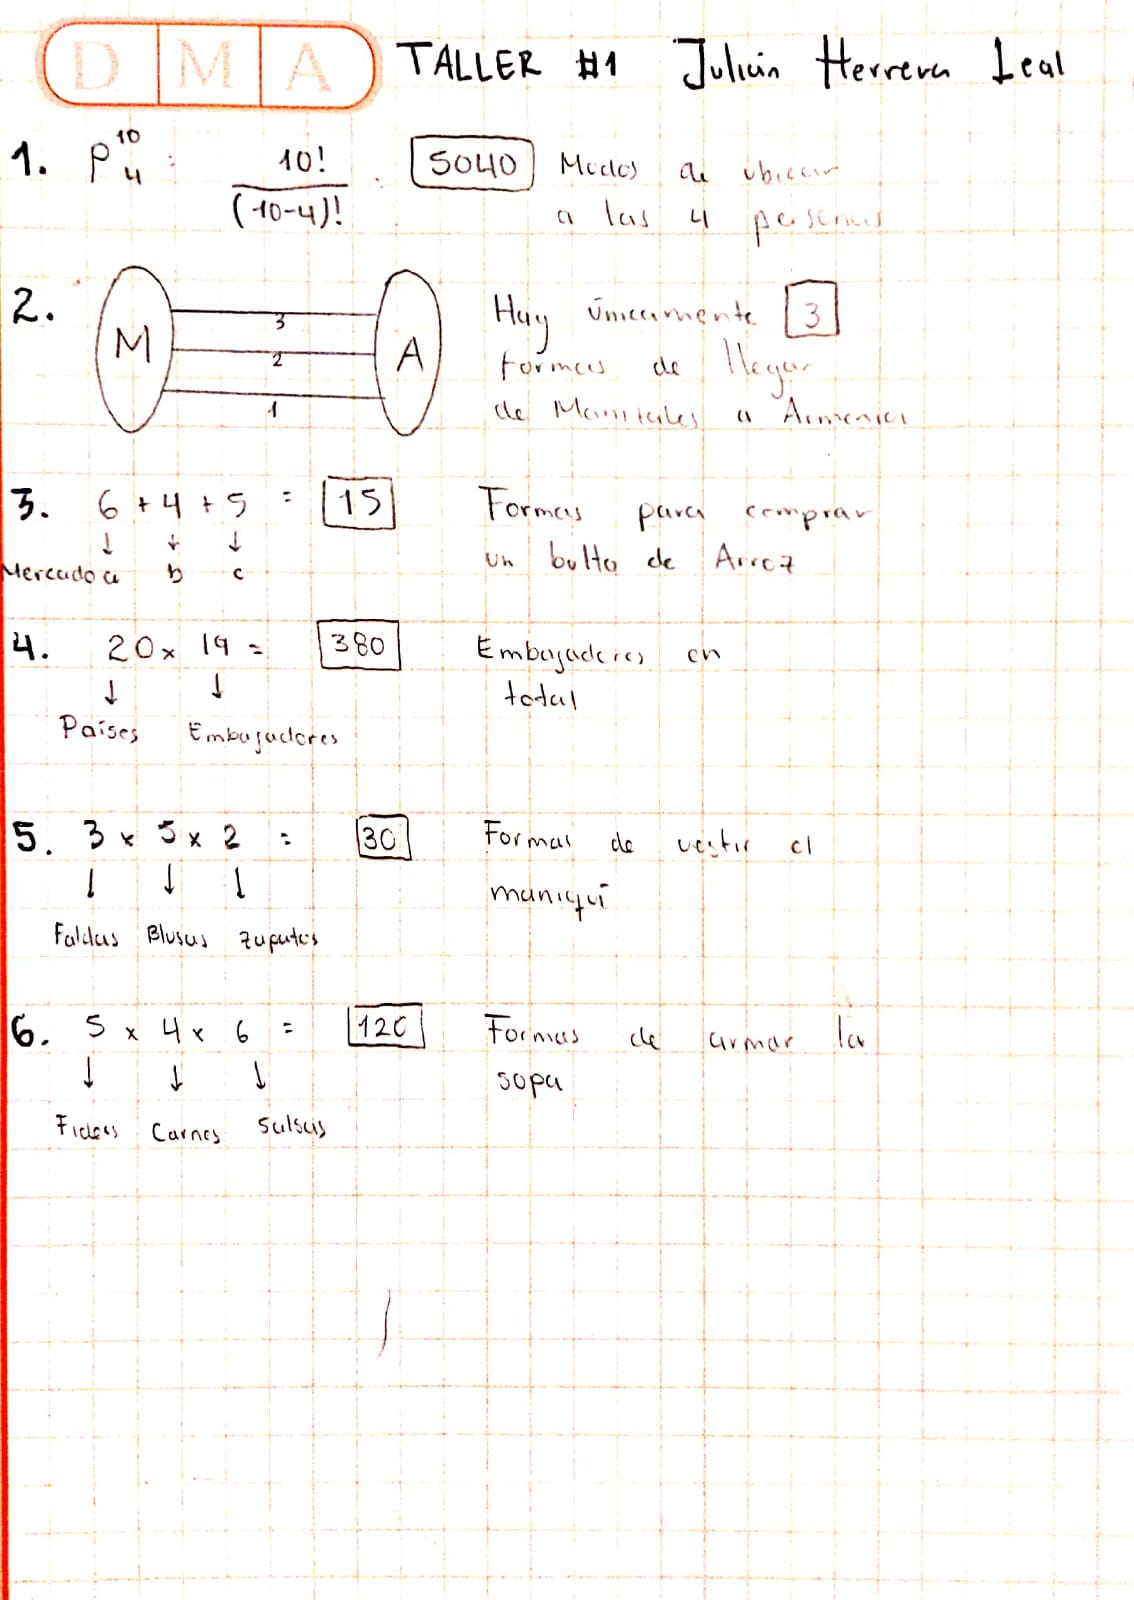 D M A TALLER #1 Julián Herrera Leal
1. P 10 4 = 10! / (10-4)! = 5040 Modos de ubicar
a las 4 personas
2. M 3 2 1 A Hay únicamente 3
formas de llegar
de Manizales a Armenia
3. 6 + 4 + 5 = 15 Formas para comprar
↓ ↓ ↓
Mercado a b c un bulto de Arroz
4. 20 x 19 = 380 Embajadores en
↓ ↓ total
Países Embajadores
5. 3 x 5 x 2 = 30 Formas de vestir el
↓ ↓ ↓ maniquí
Faldas Blusas Zapatos
6. 5 x 4 x 6 = 120 Formas de armar la
↓ ↓ ↓ sopa
Fideos Carnes Salsas